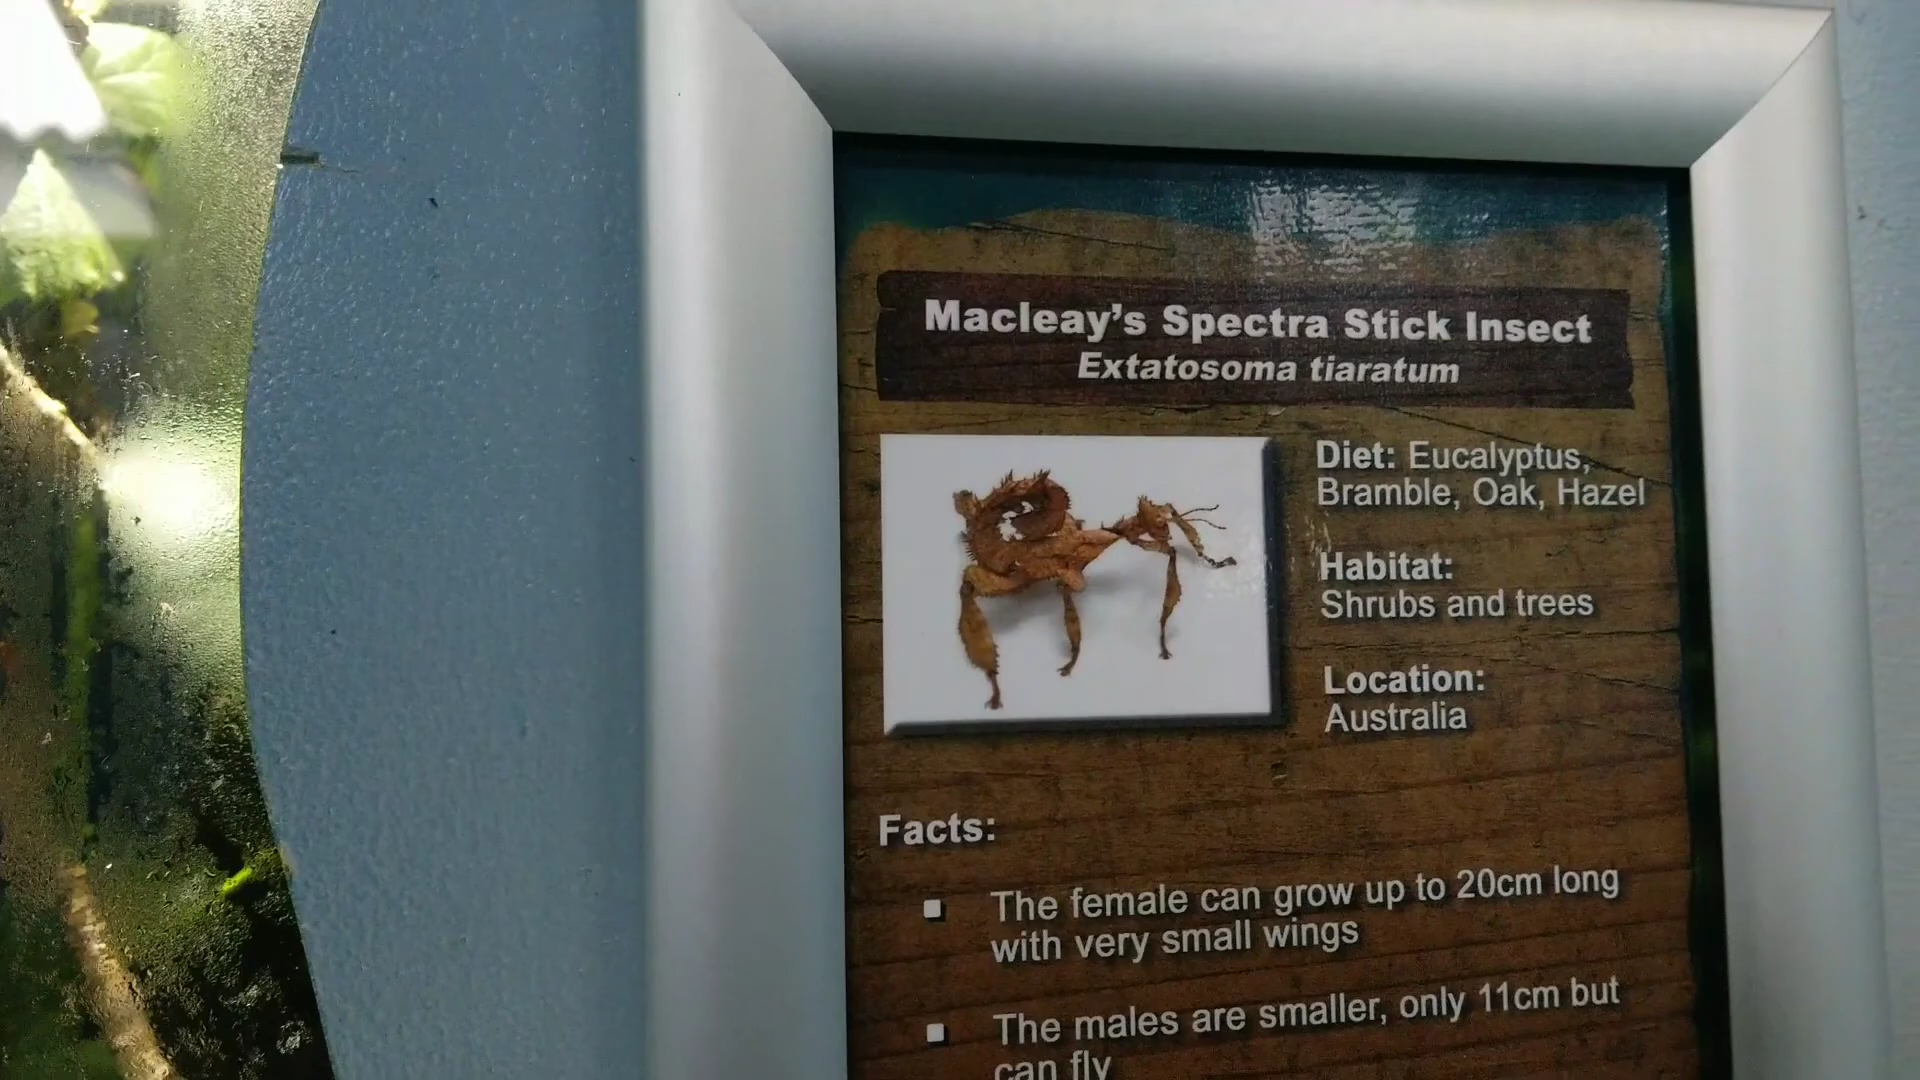 Macleay's Spectra Stick Insect
Extatosoma tiaratum
Diet: Eucalyptus,
Bramble, Oak, Hazel
Habitat:
Shrubs and trees
Location:
Australia
Facts:
The female can grow up to 20cm long
with very small wings
The males are smaller, only 11cm but
can fly